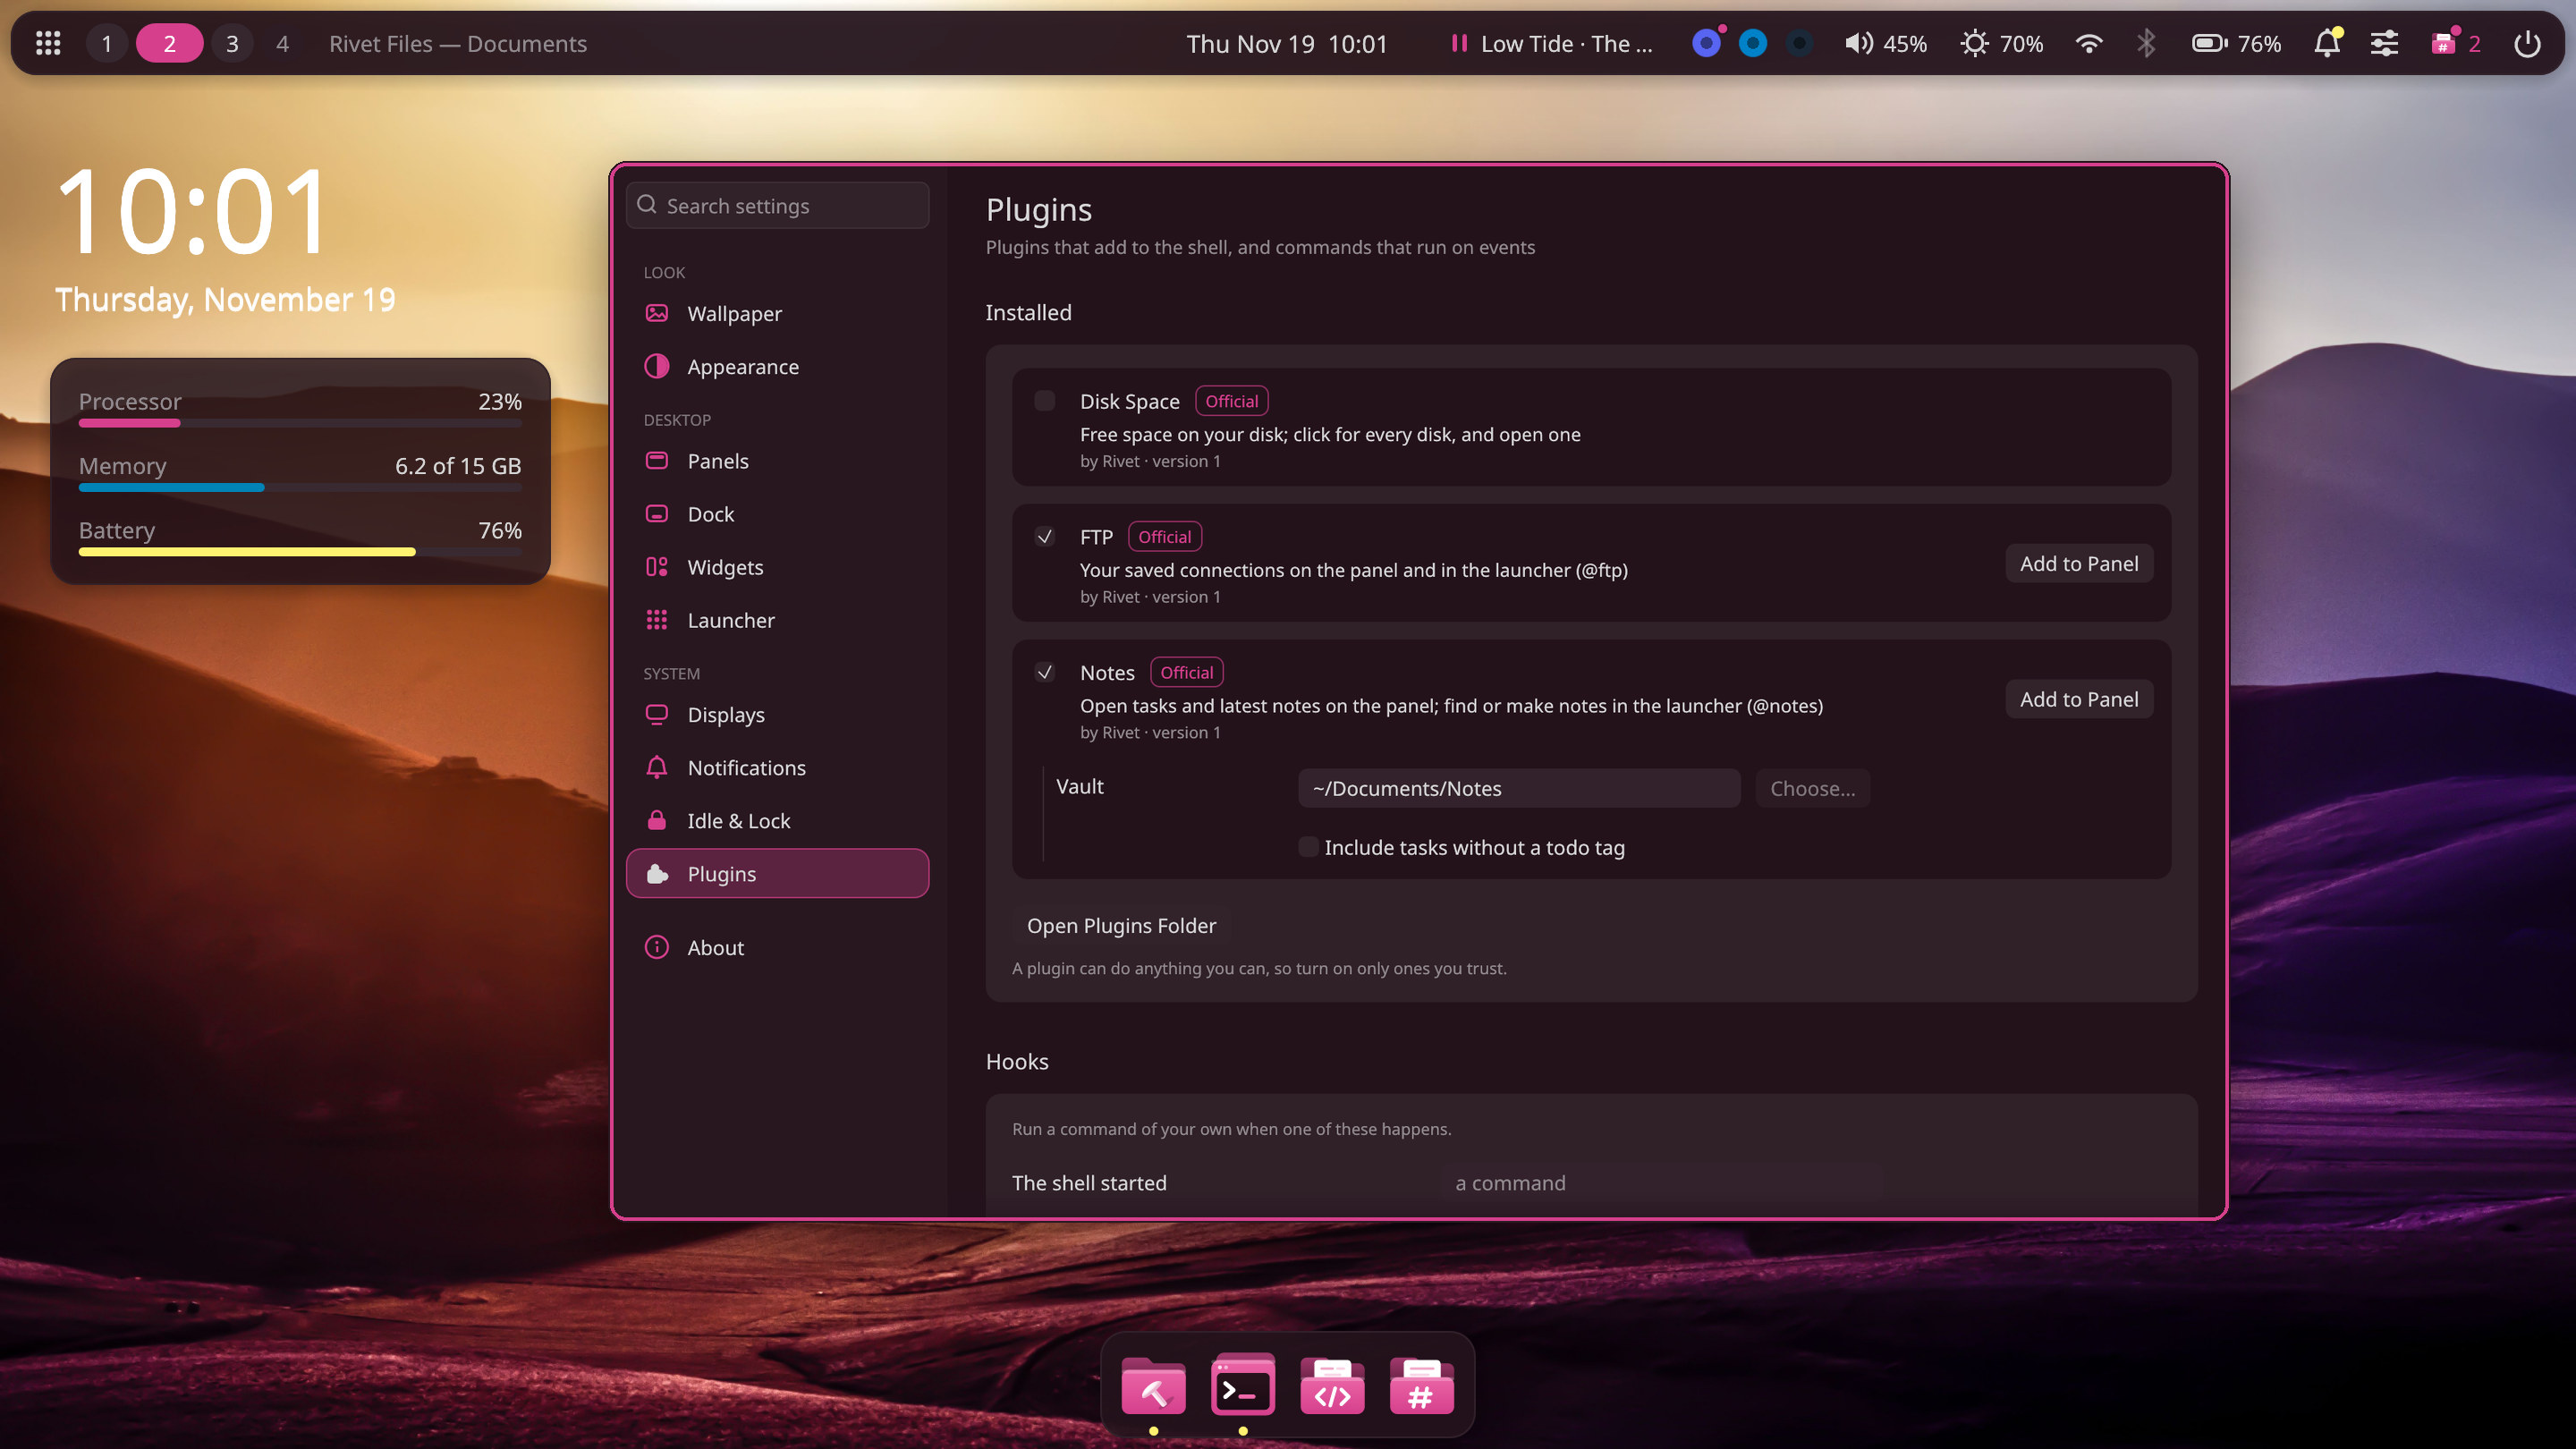 1 2 3 4 Rivet Files — Documents
Thu Nov 19 10:01
Low Tide · The ...
45%
70%
76%
2
10:01
Thursday, November 19
Processor 23%
Memory 6.2 of 15 GB
Battery 76%
Search settings
LOOK
Wallpaper
Appearance
DESKTOP
Panels
Dock
Widgets
Launcher
SYSTEM
Displays
Notifications
Idle & Lock
Plugins
About
Plugins
Plugins that add to the shell, and commands that run on events
Installed
Disk Space Official
Free space on your disk; click for every disk, and open one
by Rivet · version 1
FTP Official
Your saved connections on the panel and in the launcher (@ftp)
by Rivet · version 1
Add to Panel
Notes Official
Open tasks and latest notes on the panel; find or make notes in the launcher (@notes)
by Rivet · version 1
Add to Panel
Vault ~/Documents/Notes Choose...
Include tasks without a todo tag
Open Plugins Folder
A plugin can do anything you can, so turn on only ones you trust.
Hooks
Run a command of your own when one of these happens.
The shell started a command